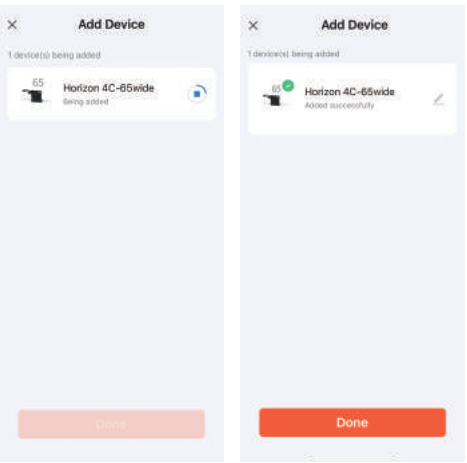 Add Device
1 device(s) being added
65
Horizon 4C-65wide
Being added
Done
Add Device
1 device(s) being added
65
Horizon 4C-65wide
Added successfully
Done